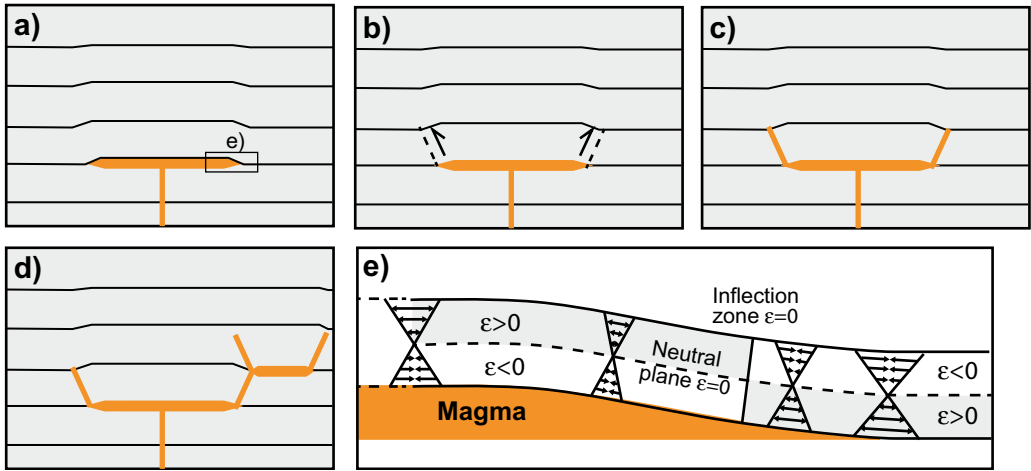 a)
e)
b)
c)
d)
e)
Inflection
zone ε=0
ε>0
ε<0
Neutral
plane ε=0
ε<0
ε>0
Magma